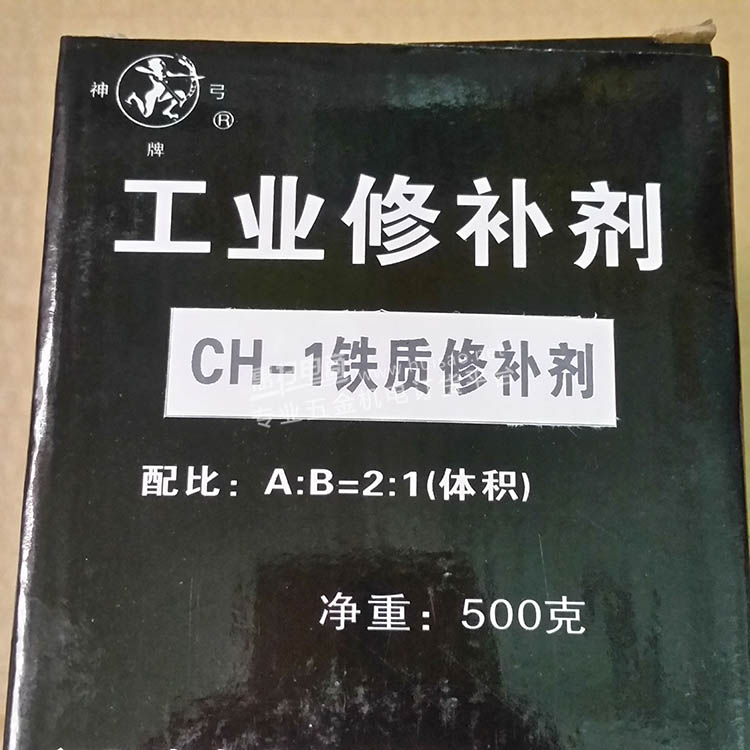 神弓
®
牌
工业修补剂
CH-1铁质修补剂
配比：A:B=2:1(体积)
净重：500克